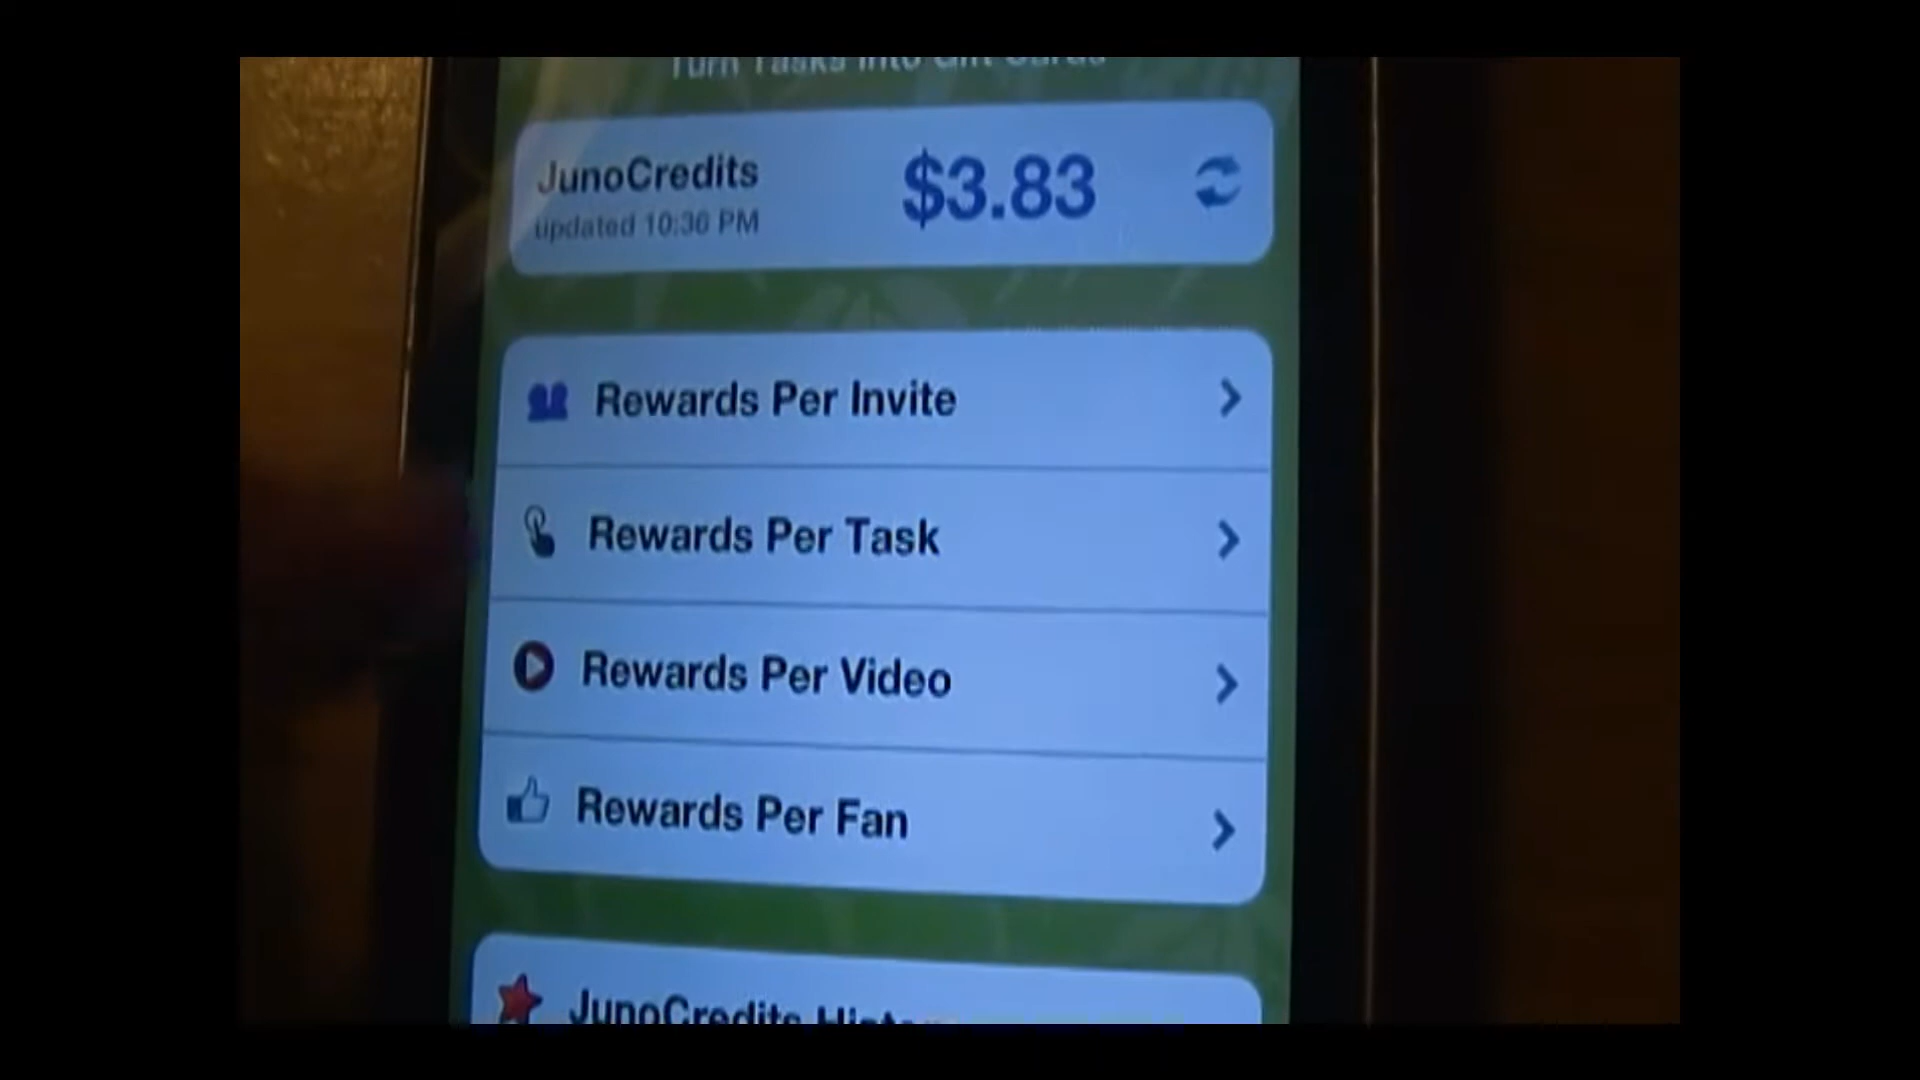 Turn Tasks Into Gift Cards
JunoCredits
$3.83
updated 10:36 PM
Rewards Per Invite
Rewards Per Task
Rewards Per Video
Rewards Per Fan
JunoCredits History